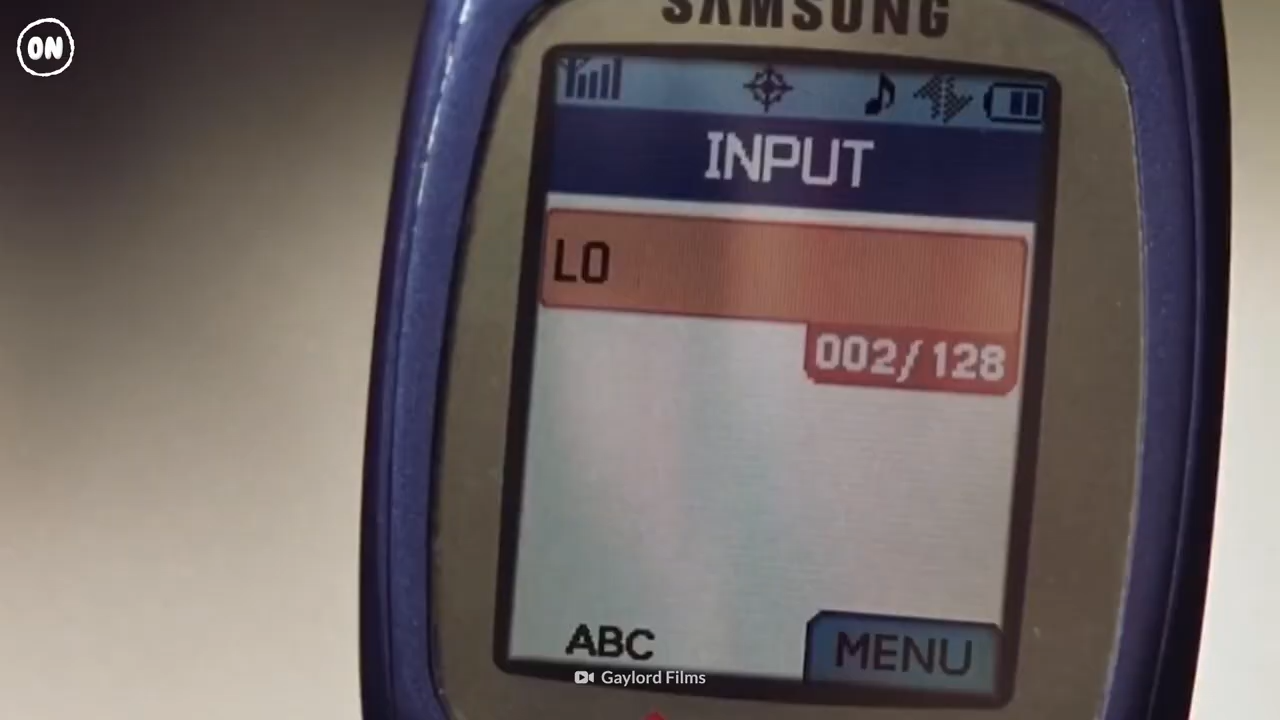 ON
SAMSUNG
INPUT
LO
002/128
ABC
MENU
Gaylord Films